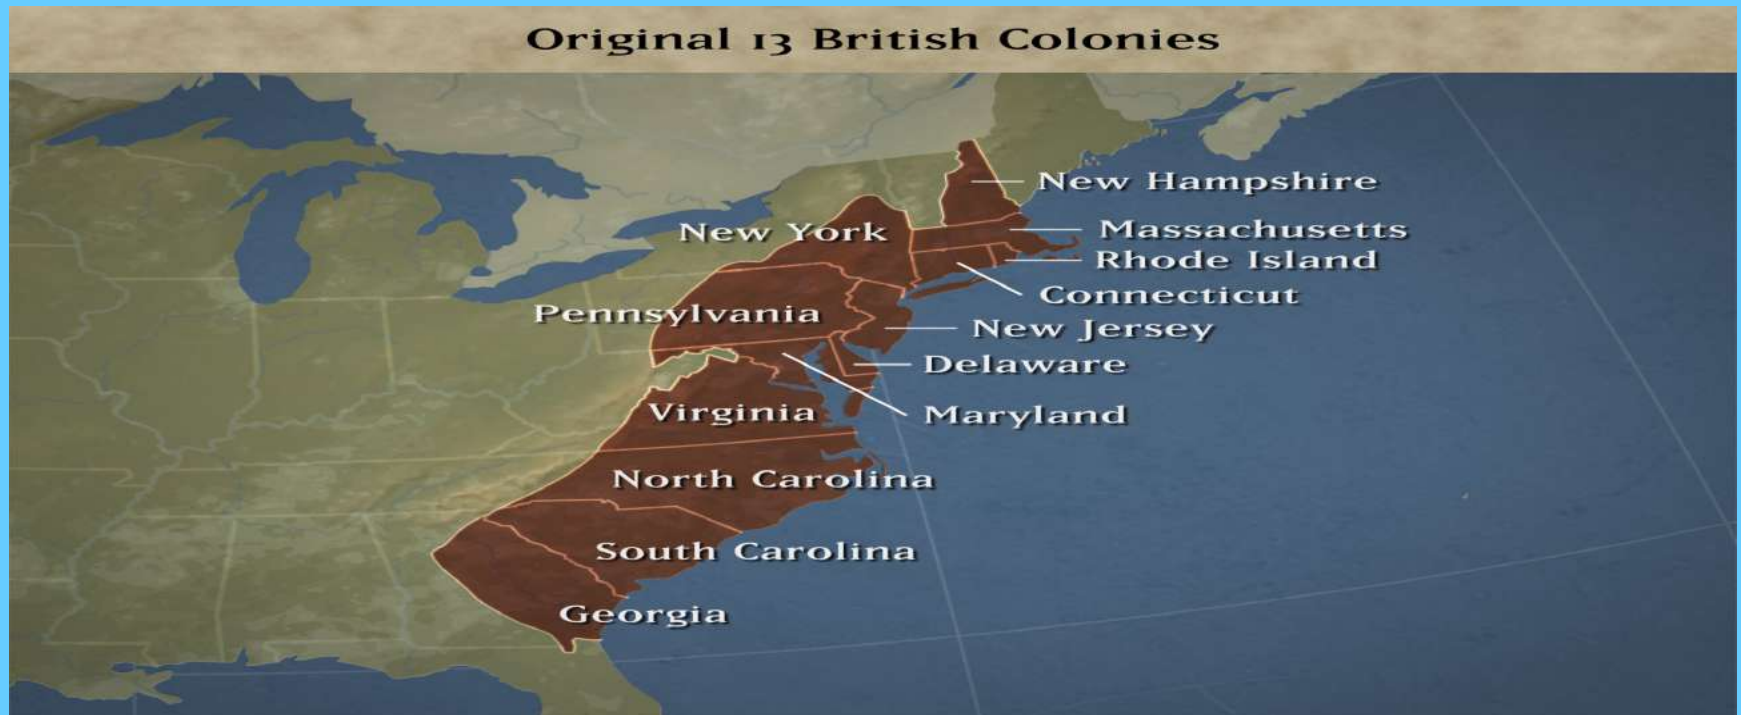 Original 13 British Colonies
New Hampshire
Massachusetts
New York
Rhode Island
Connecticut
Pennsylvania
New Jersey
Delaware
Virginia
Maryland
North Carolina
South Carolina
Georgia